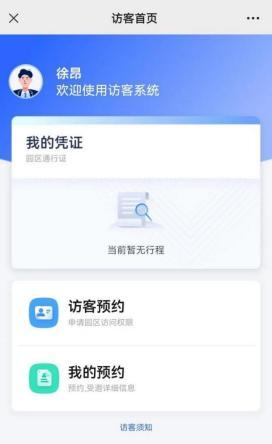 访客首页
徐昂
欢迎使用访客系统
我的凭证
园区通行证
当前暂无行程
访客预约
申请园区访问权限
我的预约
预约,受邀详细信息
访客须知